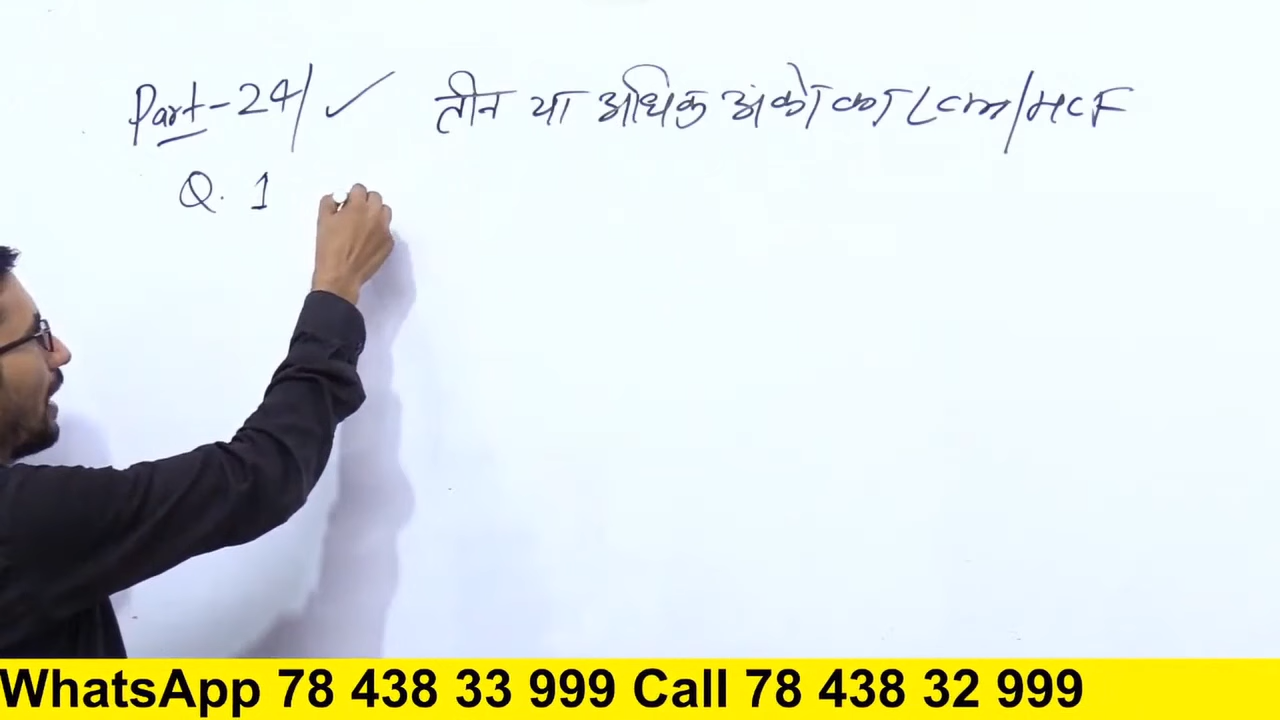 Part-24/ ✓ तीन या अधिक अंको का LCM/HCF
Q. 1
WhatsApp 78 438 33 999 Call 78 438 32 999